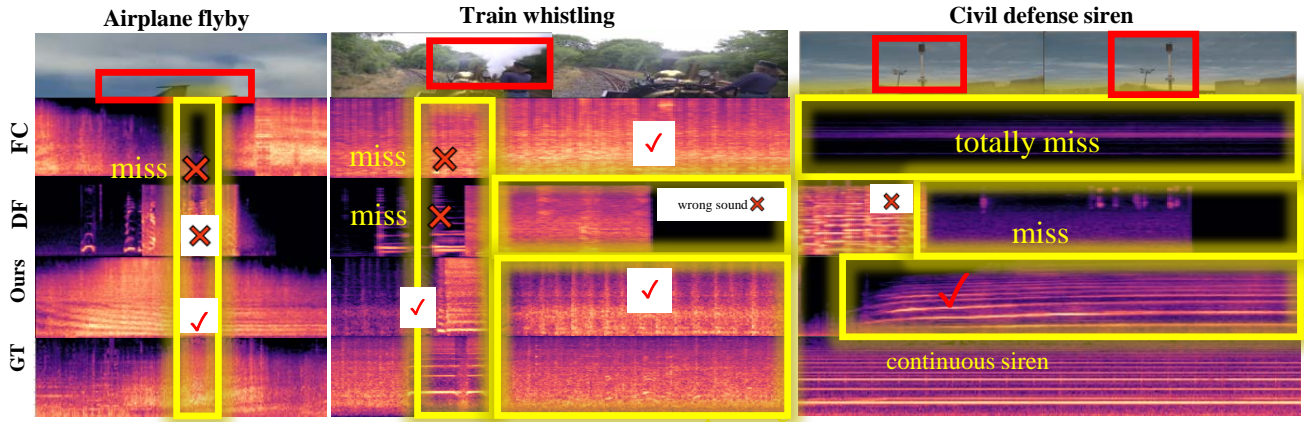 Airplane flyby
Train whistling
Civil defense siren
FC
miss
miss
totally miss
DF
miss
wrong sound
miss
Ours
GT
continuous siren